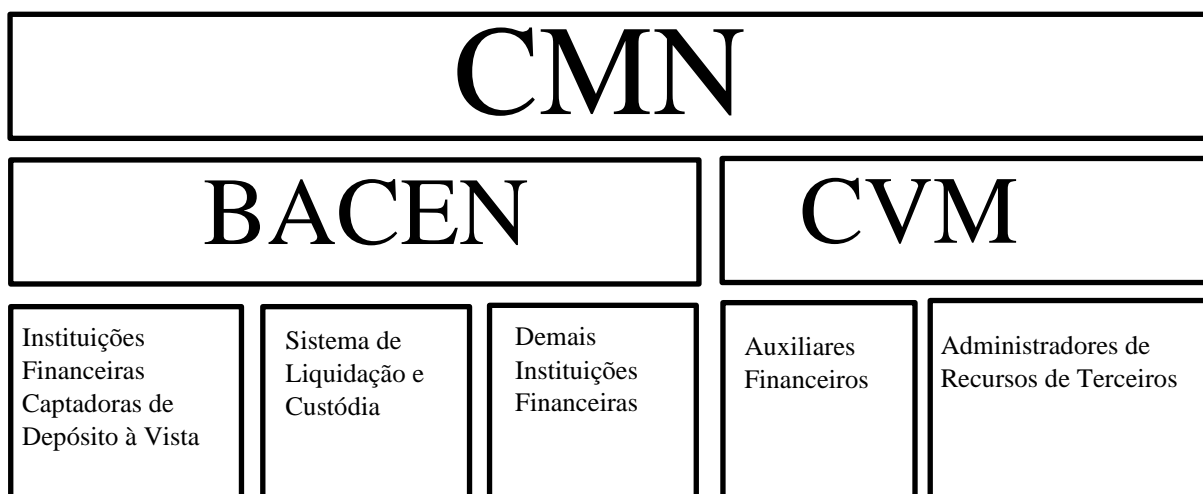 CMN
BACEN
CVM
Instituições
Financeiras
Captadoras de
Depósito à Vista
Sistema de
Liquidação e
Custódia
Demais
Instituições
Financeiras
Auxiliares
Financeiros
Administradores de
Recursos de Terceiros